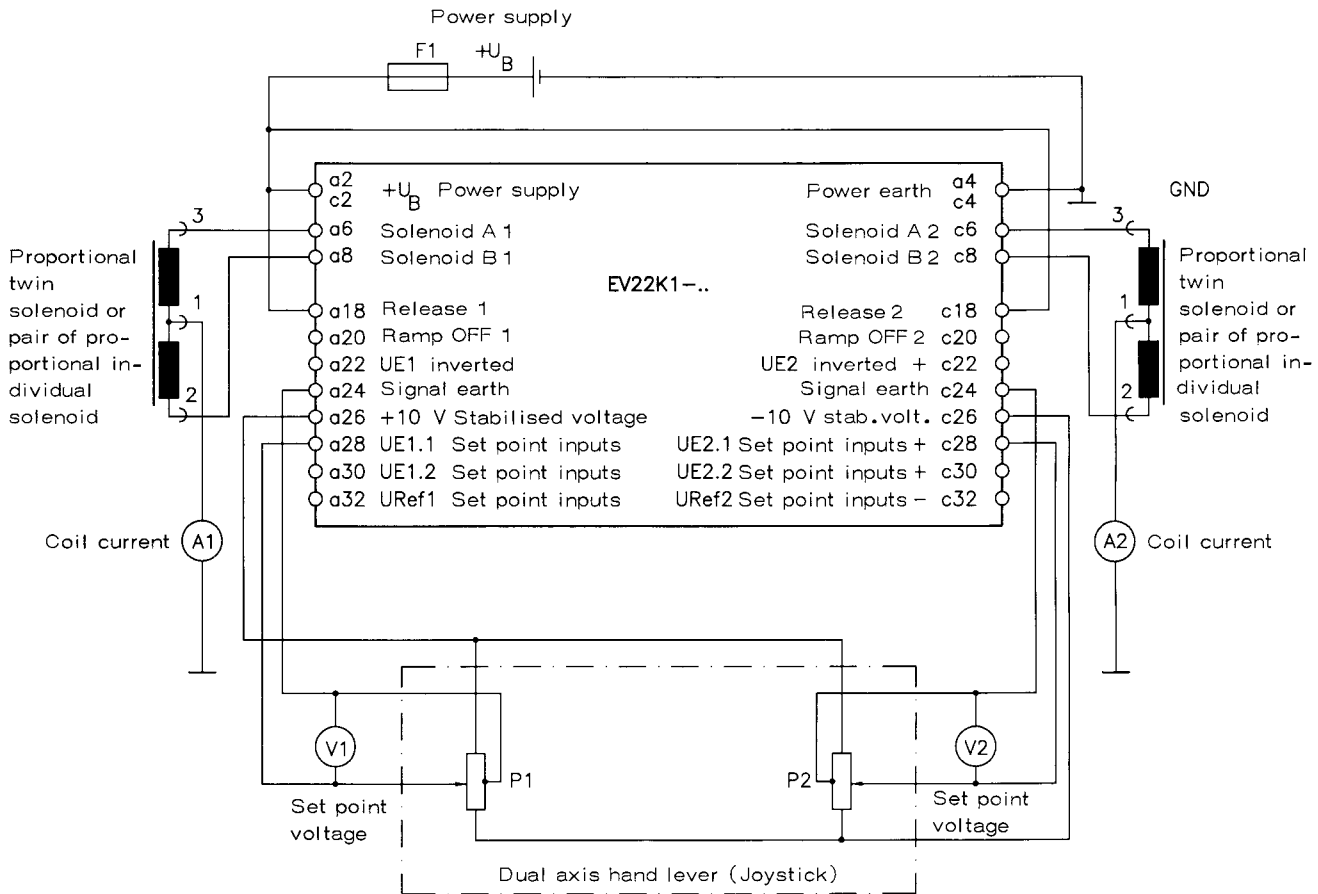 Power supply
F1
+U_B
a2
c2
+U_B Power supply
Power earth
a4
c4
GND
3
a6 Solenoid A 1
Solenoid A 2 c6
3
a8 Solenoid B 1
Solenoid B 2 c8
EV22K1-..
Proportional
twin
solenoid or
pair of pro-
portional in-
dividual
solenoid
1
2
a18 Release 1
Release 2 c18
a20 Ramp OFF 1
Ramp OFF 2 c20
a22 UE1 inverted
UE2 inverted + c22
a24 Signal earth
Signal earth c24
a26 +10 V Stabilised voltage
-10 V stab.volt. c26
a28 UE1.1 Set point inputs
UE2.1 Set point inputs + c28
a30 UE1.2 Set point inputs
UE2.2 Set point inputs + c30
a32 URef1 Set point inputs
URef2 Set point inputs - c32
1
2
Proportional
twin
solenoid or
pair of pro-
portional in-
dividual
solenoid
Coil current
A1
A2
Coil current
V1
P1
P2
V2
Set point
voltage
Set point
voltage
Dual axis hand lever (Joystick)